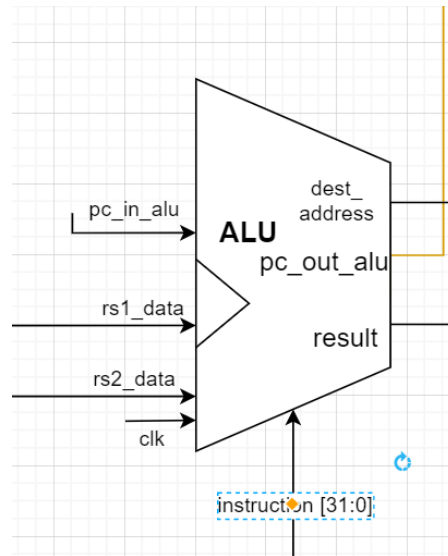 pc_in_alu
ALU
dest_
address
pc_out_alu
rs1_data
result
rs2_data
clk
instruction [31:0]